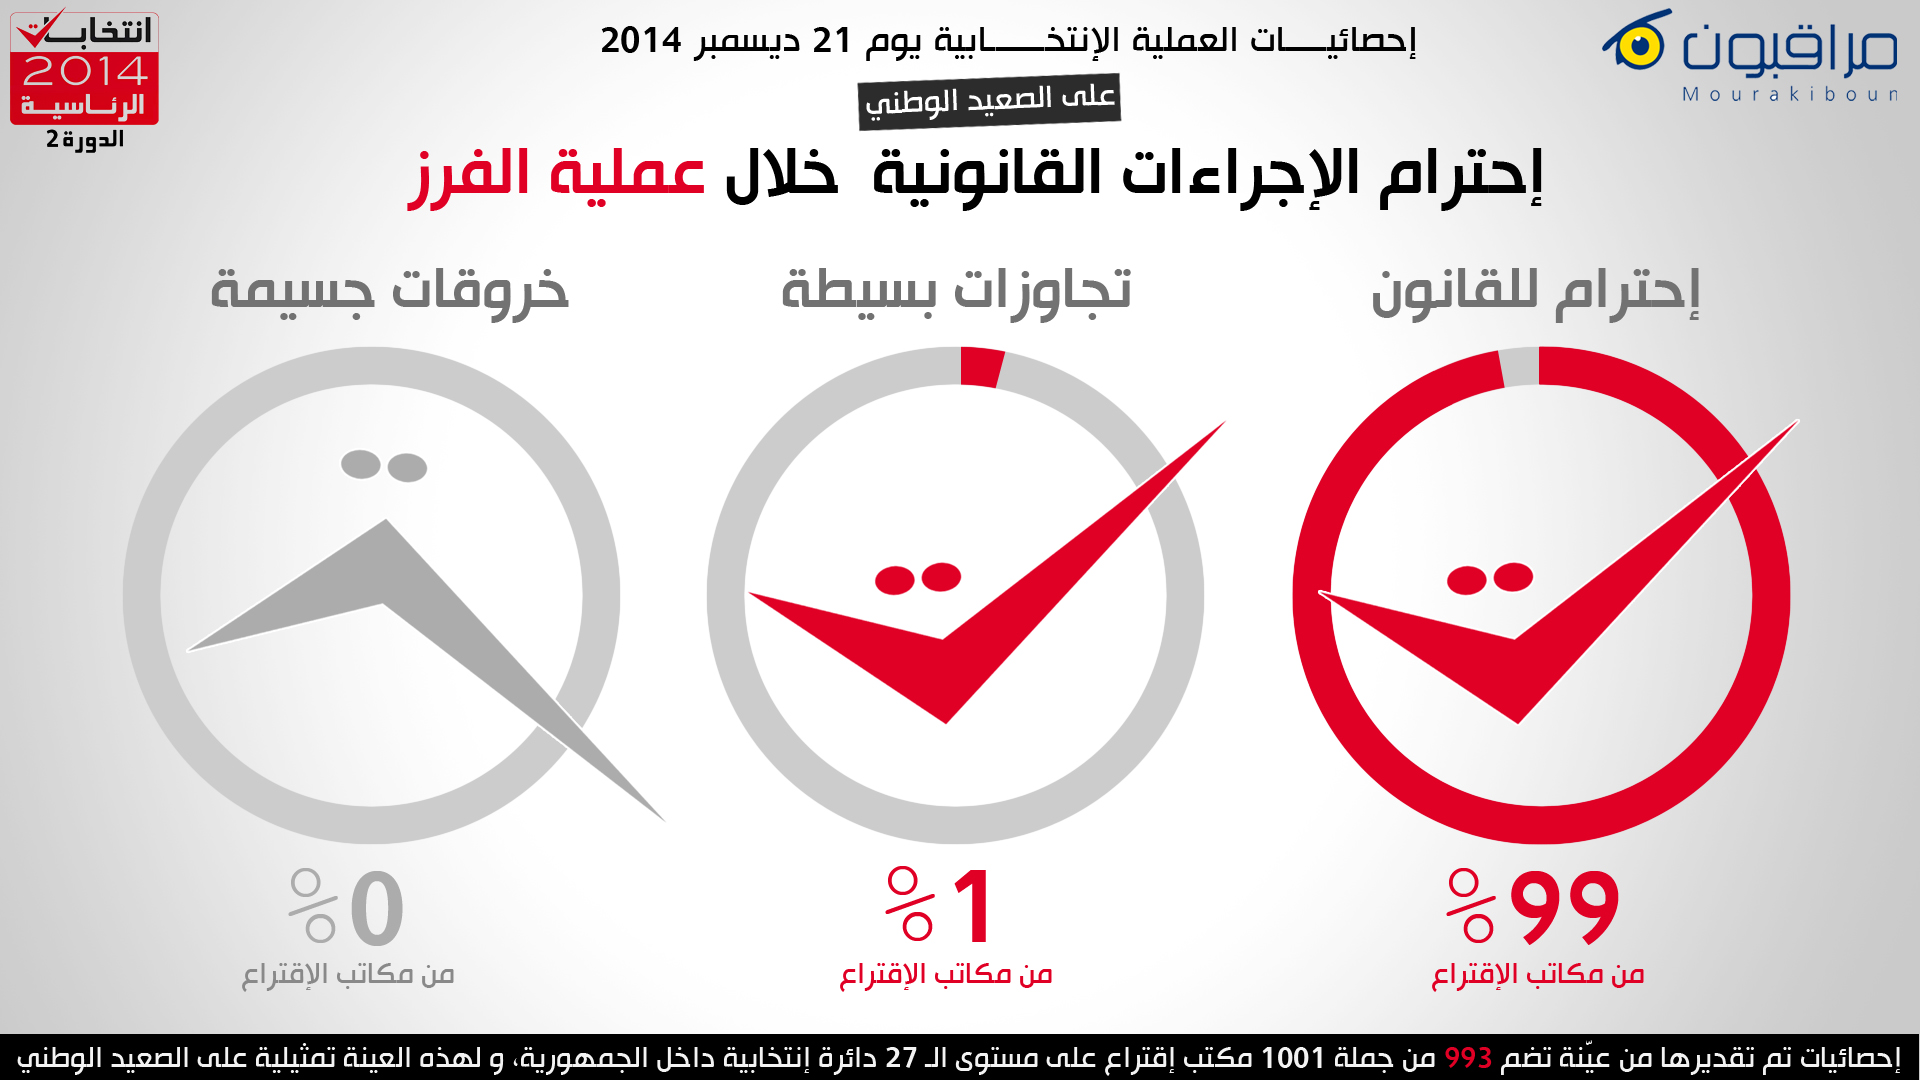 مراقبون
Mourakiboun
إحصائيـــات العملية الإنتخـــــابية يوم 21 ديسمبر 2014
على الصعيد الوطني
انتخابـات
2014
الرئـاسيـة
الدورة 2
إحترام الإجراءات القانونية خلال عملية الفرز
إحترام للقانون
تجاوزات بسيطة
خروقات جسيمة
%99
من مكاتب الإقتراع
%1
من مكاتب الإقتراع
%0
من مكاتب الإقتراع
إحصائيات تم تقديرها من عيّنة تضم 993 من جملة 1001 مكتب إقتراع على مستوى الـ 27 دائرة إنتخابية داخل الجمهورية، و لهذه العينة تمثيلية على الصعيد الوطني